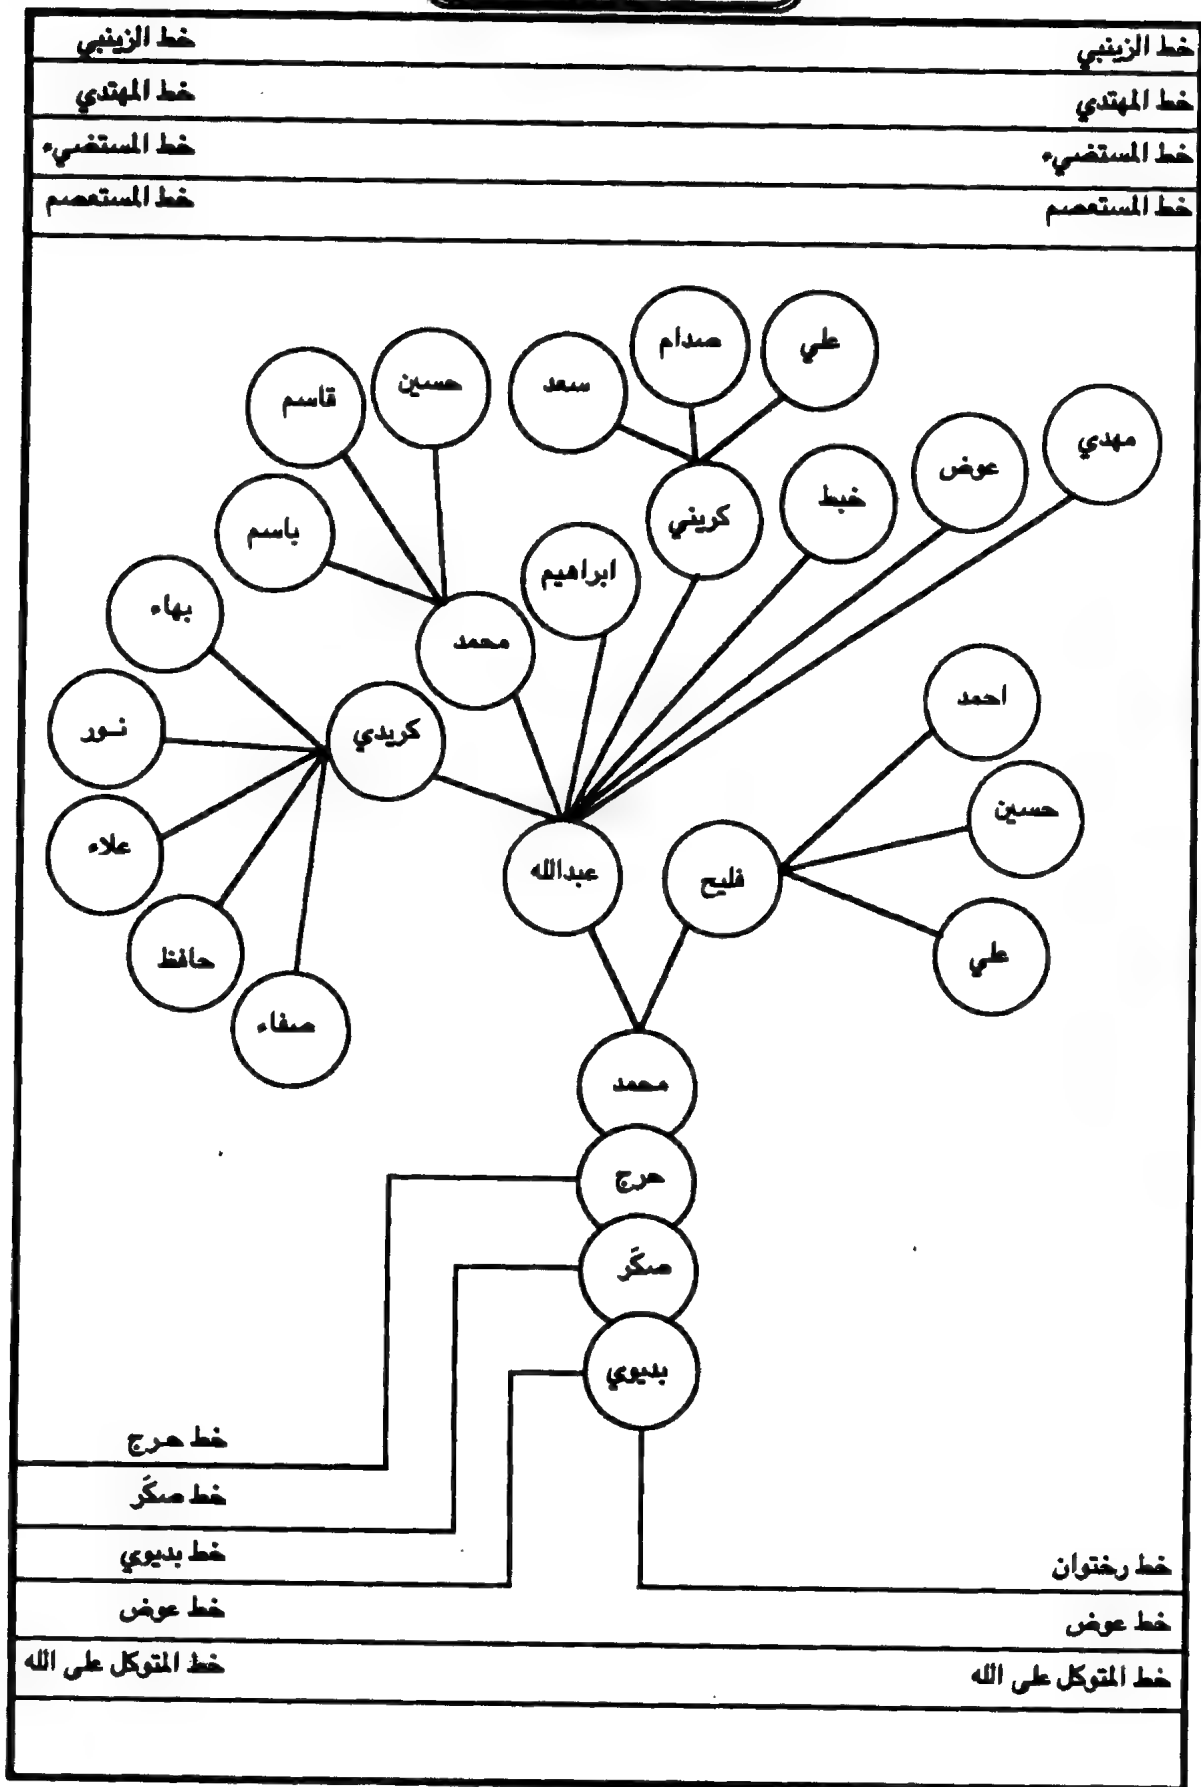 خط الزينبي
خط الزينبي
خط المهتدي
خط المهتدي
خط المستضيء
خط المستضيء
خط المستعصم
خط المستعصم
علي
صدام
سعد
حسين
قاسم
مهدي
عوض
خبط
كريني
باسم
ابراهيم
بهاء
محمد
احمد
نـور
كريدي
حسين
علاء
عبدالله
فليح
علي
حافظ
صفاء
محمد
حرج
صگر
بديوي
خط حرج
خط صگر
خط بديوي
خط رختوان
خط عوض
خط عوض
خط المتوكل على الله
خط المتوكل على الله